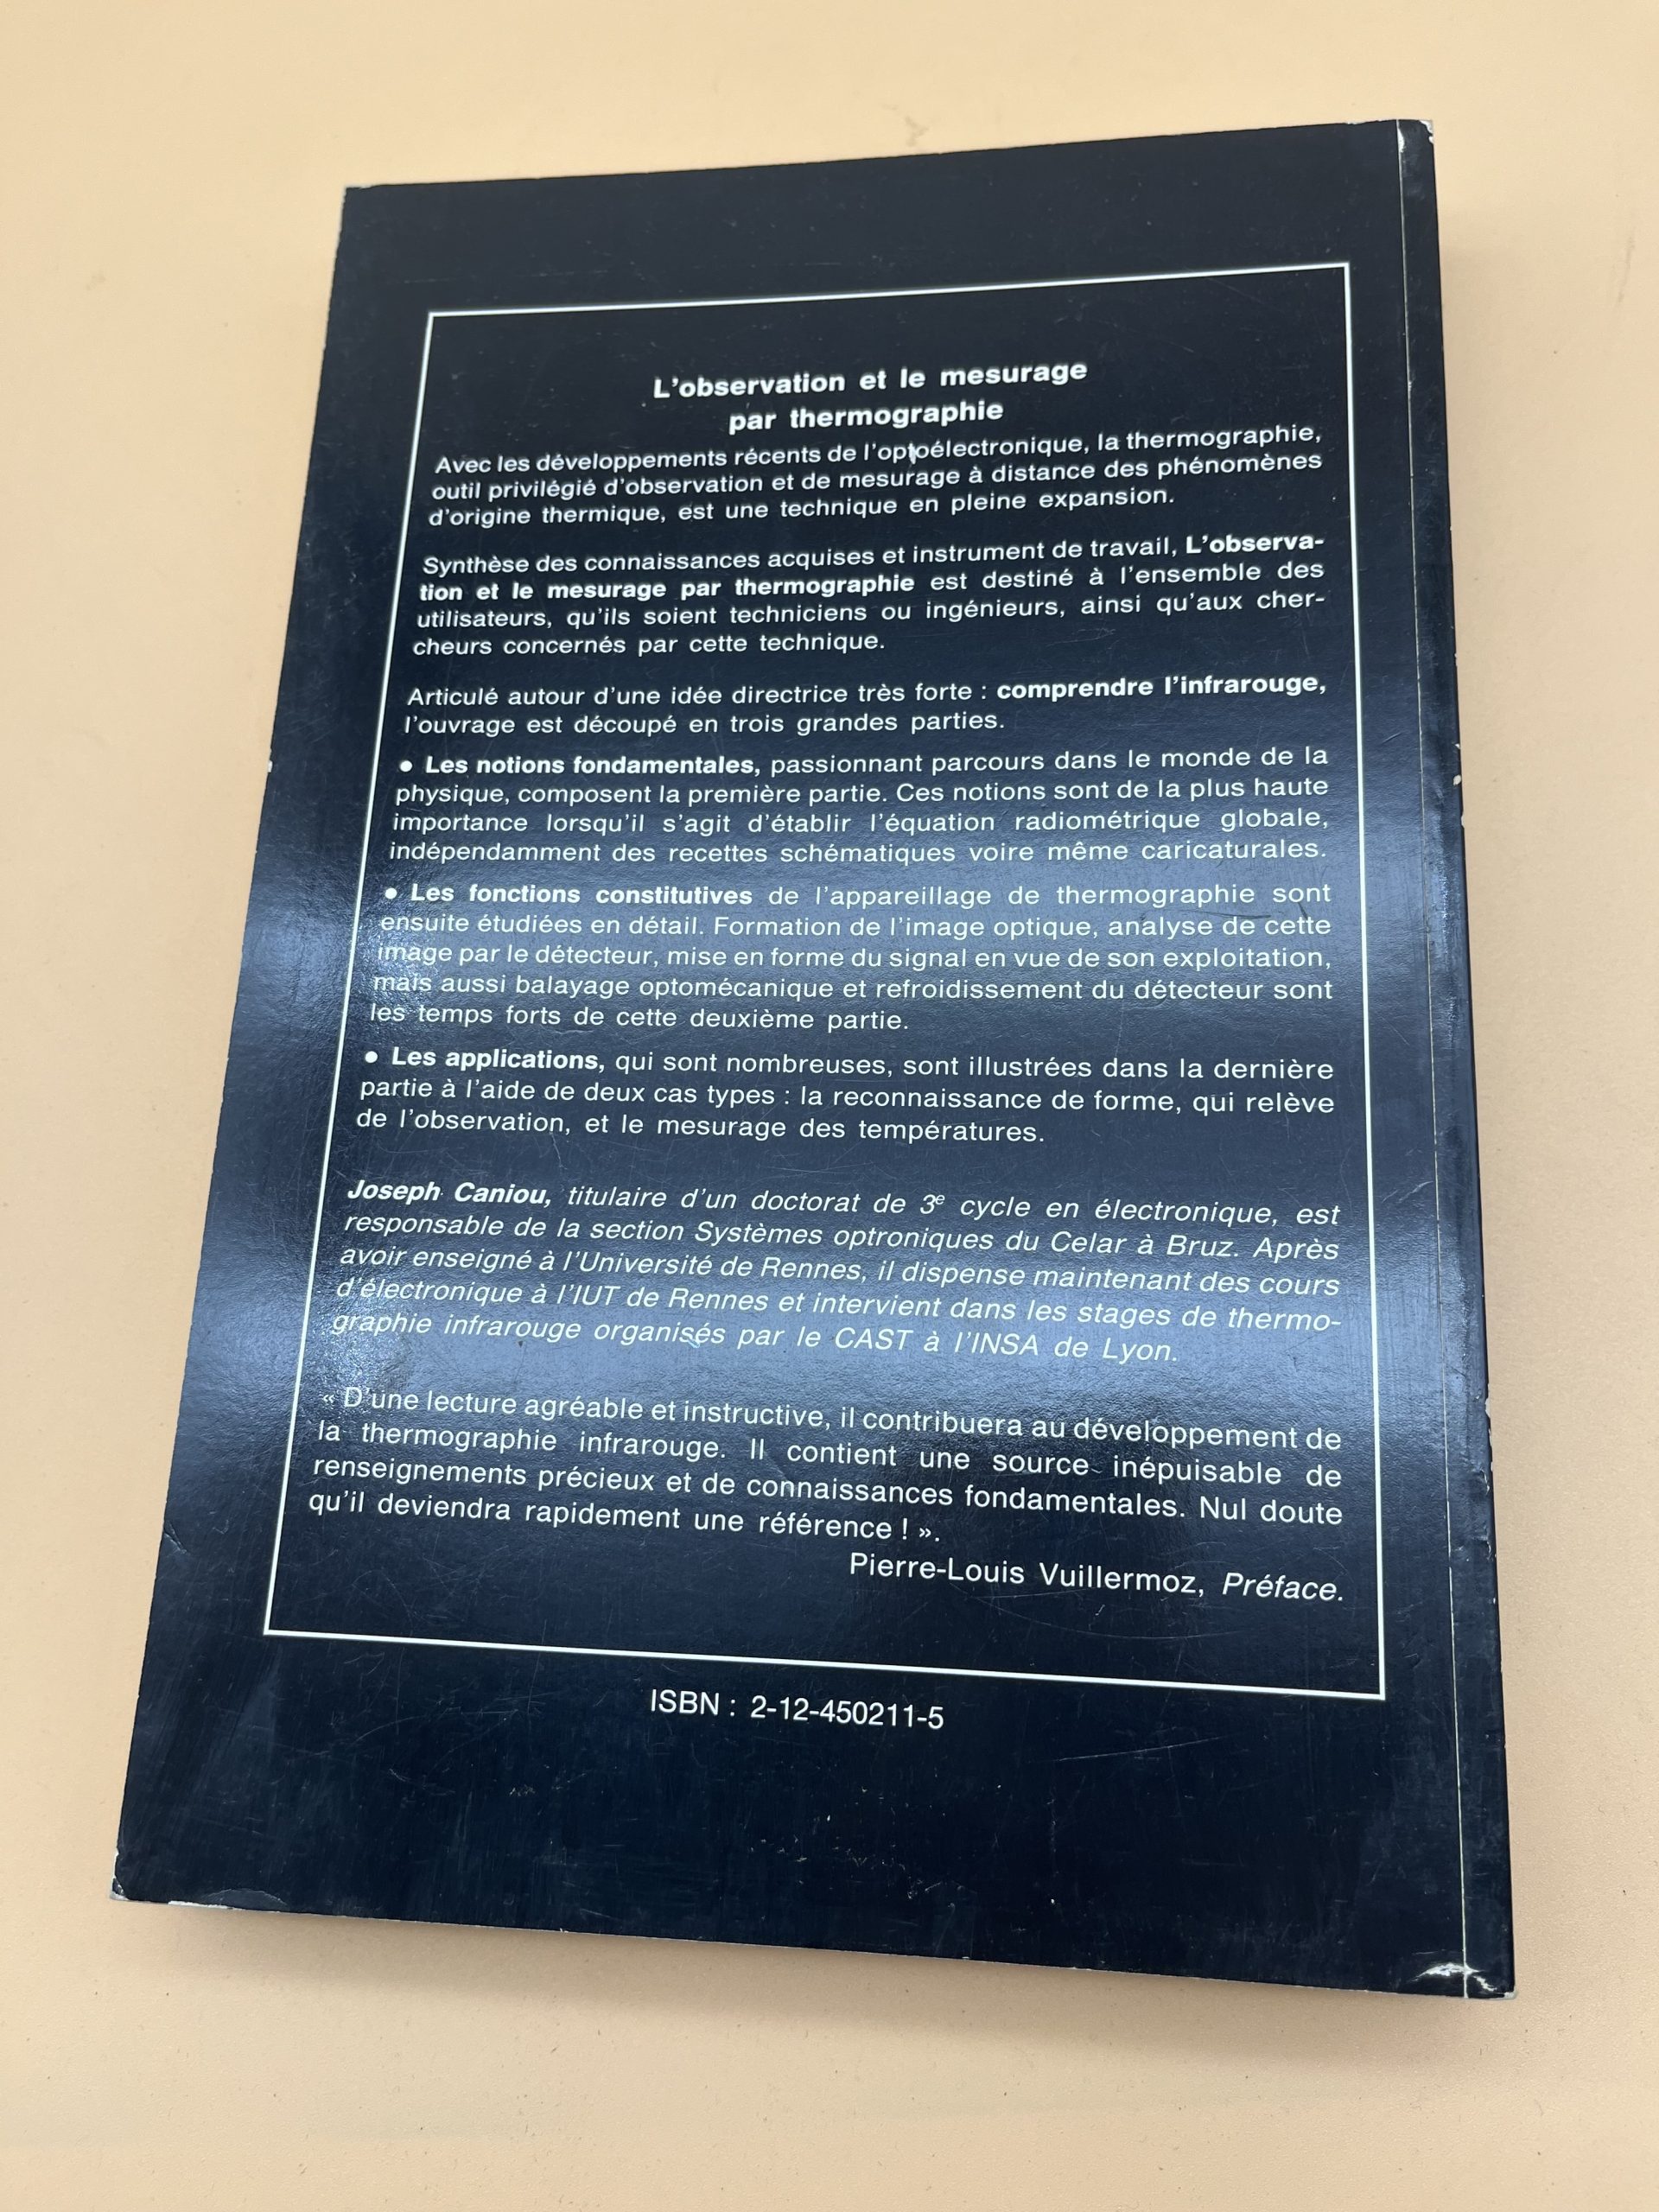 L'observation et le mesurage
par thermographie
Avec les développements récents de l'optoélectronique, la thermographie,
outil privilégié d'observation et de mesurage à distance des phénomènes
d'origine thermique, est une technique en pleine expansion.
Synthèse des connaissances acquises et instrument de travail, L'observa-
tion et le mesurage par thermographie est destiné à l'ensemble des
utilisateurs, qu'ils soient techniciens ou ingénieurs, ainsi qu'aux cher-
cheurs concernés par cette technique.
Articulé autour d'une idée directrice très forte : comprendre l'infrarouge,
l'ouvrage est découpé en trois grandes parties.
• Les notions fondamentales, passionnant parcours dans le monde de la
physique, composent la première partie. Ces notions sont de la plus haute
importance lorsqu'il s'agit d'établir l'équation radiométrique globale,
indépendamment des recettes schématiques voire même caricaturales.
• Les fonctions constitutives de l'appareillage de thermographie sont
ensuite étudiées en détail. Formation de l'image optique, analyse de cette
image par le détecteur, mise en forme du signal en vue de son exploitation,
mais aussi balayage optomécanique et refroidissement du détecteur sont
les temps forts de cette deuxième partie.
• Les applications, qui sont nombreuses, sont illustrées dans la dernière
partie à l'aide de deux cas types : la reconnaissance de forme, qui relève
de l'observation, et le mesurage des températures.
Joseph Caniou, titulaire d'un doctorat de 3e cycle en électronique, est
responsable de la section Systèmes optroniques du Celar à Bruz. Après
avoir enseigné à l'Université de Rennes, il dispense maintenant des cours
d'électronique à l'IUT de Rennes et intervient dans les stages de thermo-
graphie infrarouge organisés par le CAST à l'INSA de Lyon.
« D'une lecture agréable et instructive, il contribuera au développement de
la thermographie infrarouge. Il contient une source inépuisable de
renseignements précieux et de connaissances fondamentales. Nul doute
qu'il deviendra rapidement une référence ! ».
Pierre-Louis Vuillermoz, Préface.
ISBN : 2-12-450211-5